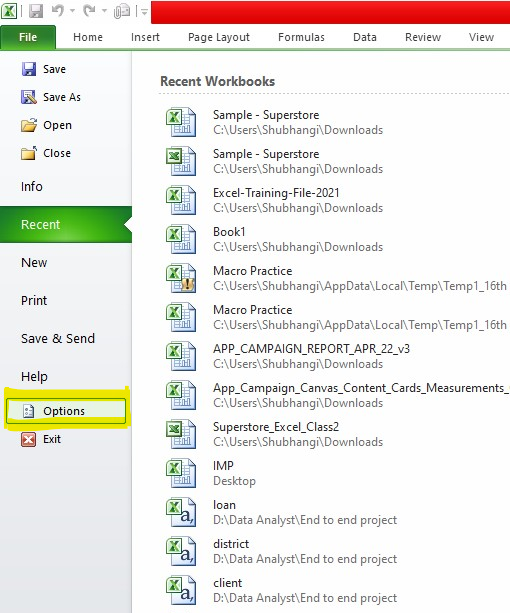 File Home Insert Page Layout Formulas Data Review View
Save
Save As
Open
Close
Info
Recent
New
Print
Save & Send
Help
Options
Exit
Recent Workbooks
Sample - Superstore
C:\Users\Shubhangi\Downloads
Sample - Superstore
C:\Users\Shubhangi\Downloads
Excel-Training-File-2021
C:\Users\Shubhangi\Downloads
Book1
C:\Users\Shubhangi\Downloads
Macro Practice
C:\Users\Shubhangi\AppData\Local\Temp\Temp1_16th
Macro Practice
C:\Users\Shubhangi\AppData\Local\Temp\Temp1_16th
APP_CAMPAIGN_REPORT_APR_22_v3
C:\Users\Shubhangi\Downloads
App_Campaign_Canvas_Content_Cards_Measurements_
C:\Users\Shubhangi\Downloads
Superstore_Excel_Class2
C:\Users\Shubhangi\Downloads
IMP
Desktop
loan
D:\Data Analyst\End to end project
district
D:\Data Analyst\End to end project
client
D:\Data Analyst\End to end project